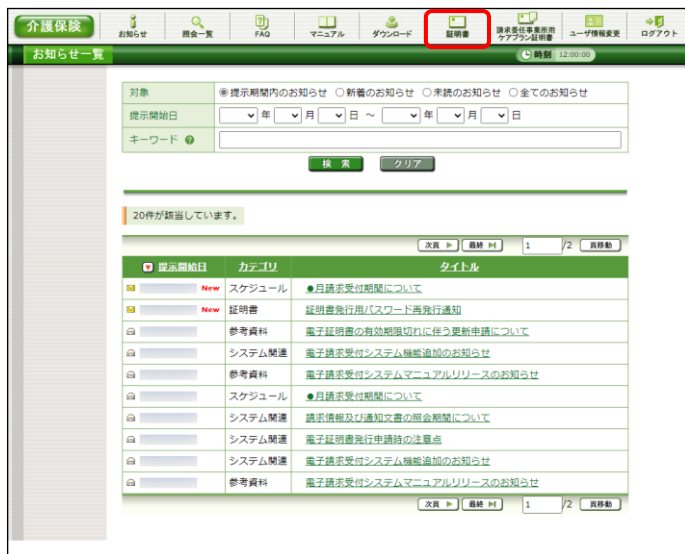 介護保険
お知らせ 照会一覧 FAQ マニュアル ダウンロード 証明書 請求委任事業所用 ケアプラン証明書 ユーザ情報変更 ログアウト
お知らせ一覧 時刻 12:00:00
対象 提示期間内のお知らせ 新着のお知らせ 未読のお知らせ 全てのお知らせ
提示開始日 年 月 日 ～ 年 月 日
キーワード ?
検索 クリア
20件が該当しています。
次頁 最終 1 /2 頁移動
提示開始日 カテゴリ タイトル
New スケジュール ●月請求受付期間について
New 証明書 証明書発行用パスワード再発行通知
参考資料 電子証明書の有効期限切れに伴う更新申請について
システム関連 電子請求受付システム機能追加のお知らせ
参考資料 電子請求受付システムマニュアルリリースのお知らせ
スケジュール ●月請求受付期間について
システム関連 請求情報及び通知文書の照会期間について
システム関連 電子証明書発行申請時の注意点
システム関連 電子請求受付システム機能追加のお知らせ
参考資料 電子請求受付システムマニュアルリリースのお知らせ
次頁 最終 1 /2 頁移動